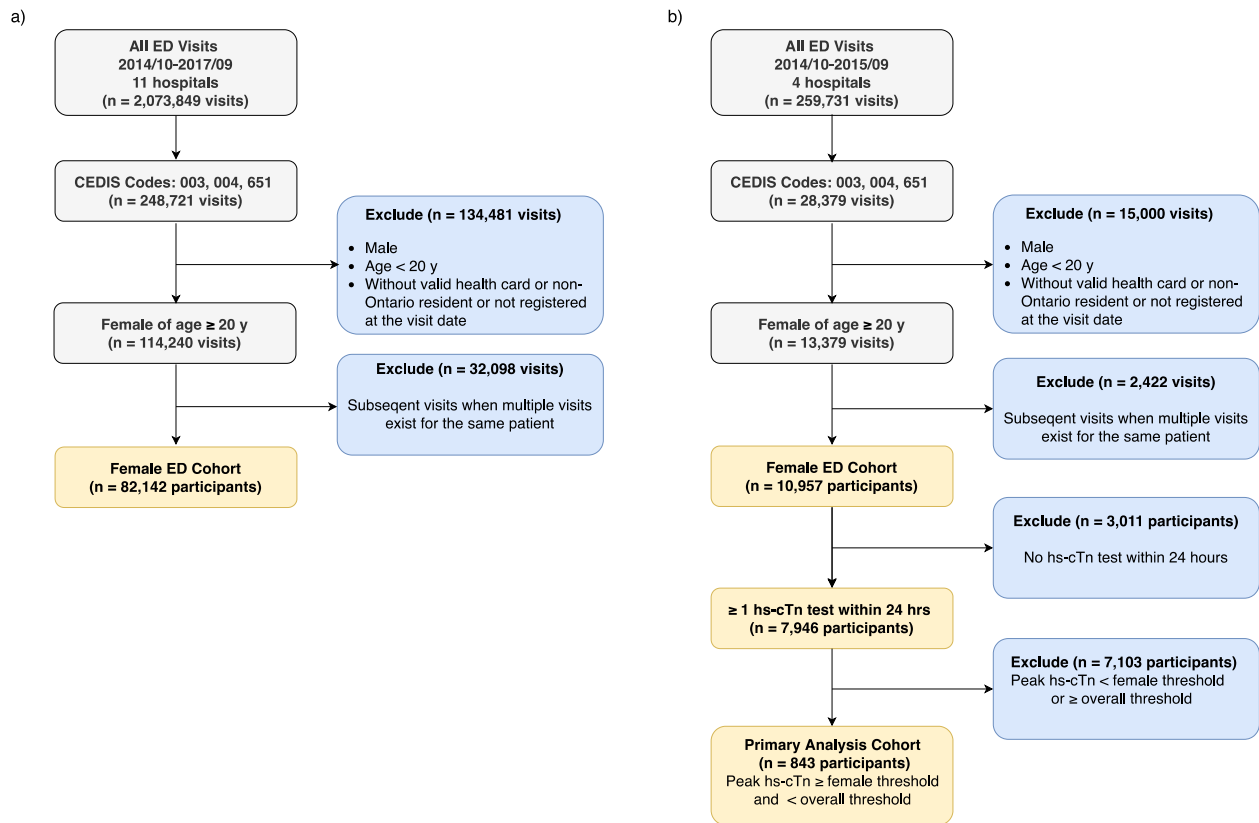 a)
All ED Visits
2014/10-2017/09
11 hospitals
(n = 2,073,849 visits)
CEDIS Codes: 003, 004, 651
(n = 248,721 visits)
Exclude (n = 134,481 visits)
• Male
• Age < 20 y
• Without valid health card or non-
Ontario resident or not registered
at the visit date
Female of age ≥ 20 y
(n = 114,240 visits)
Exclude (n = 32,098 visits)
Subseqent visits when multiple visits
exist for the same patient
Female ED Cohort
(n = 82,142 participants)
b)
All ED Visits
2014/10-2015/09
4 hospitals
(n = 259,731 visits)
CEDIS Codes: 003, 004, 651
(n = 28,379 visits)
Exclude (n = 15,000 visits)
• Male
• Age < 20 y
• Without valid health card or non-
Ontario resident or not registered
at the visit date
Female of age ≥ 20 y
(n = 13,379 visits)
Exclude (n = 2,422 visits)
Subseqent visits when multiple visits
exist for the same patient
Female ED Cohort
(n = 10,957 participants)
Exclude (n = 3,011 participants)
No hs-cTn test within 24 hours
≥ 1 hs-cTn test within 24 hrs
(n = 7,946 participants)
Exclude (n = 7,103 participants)
Peak hs-cTn < female threshold
or ≥ overall threshold
Primary Analysis Cohort
(n = 843 participants)
Peak hs-cTn ≥ female threshold
and < overall threshold